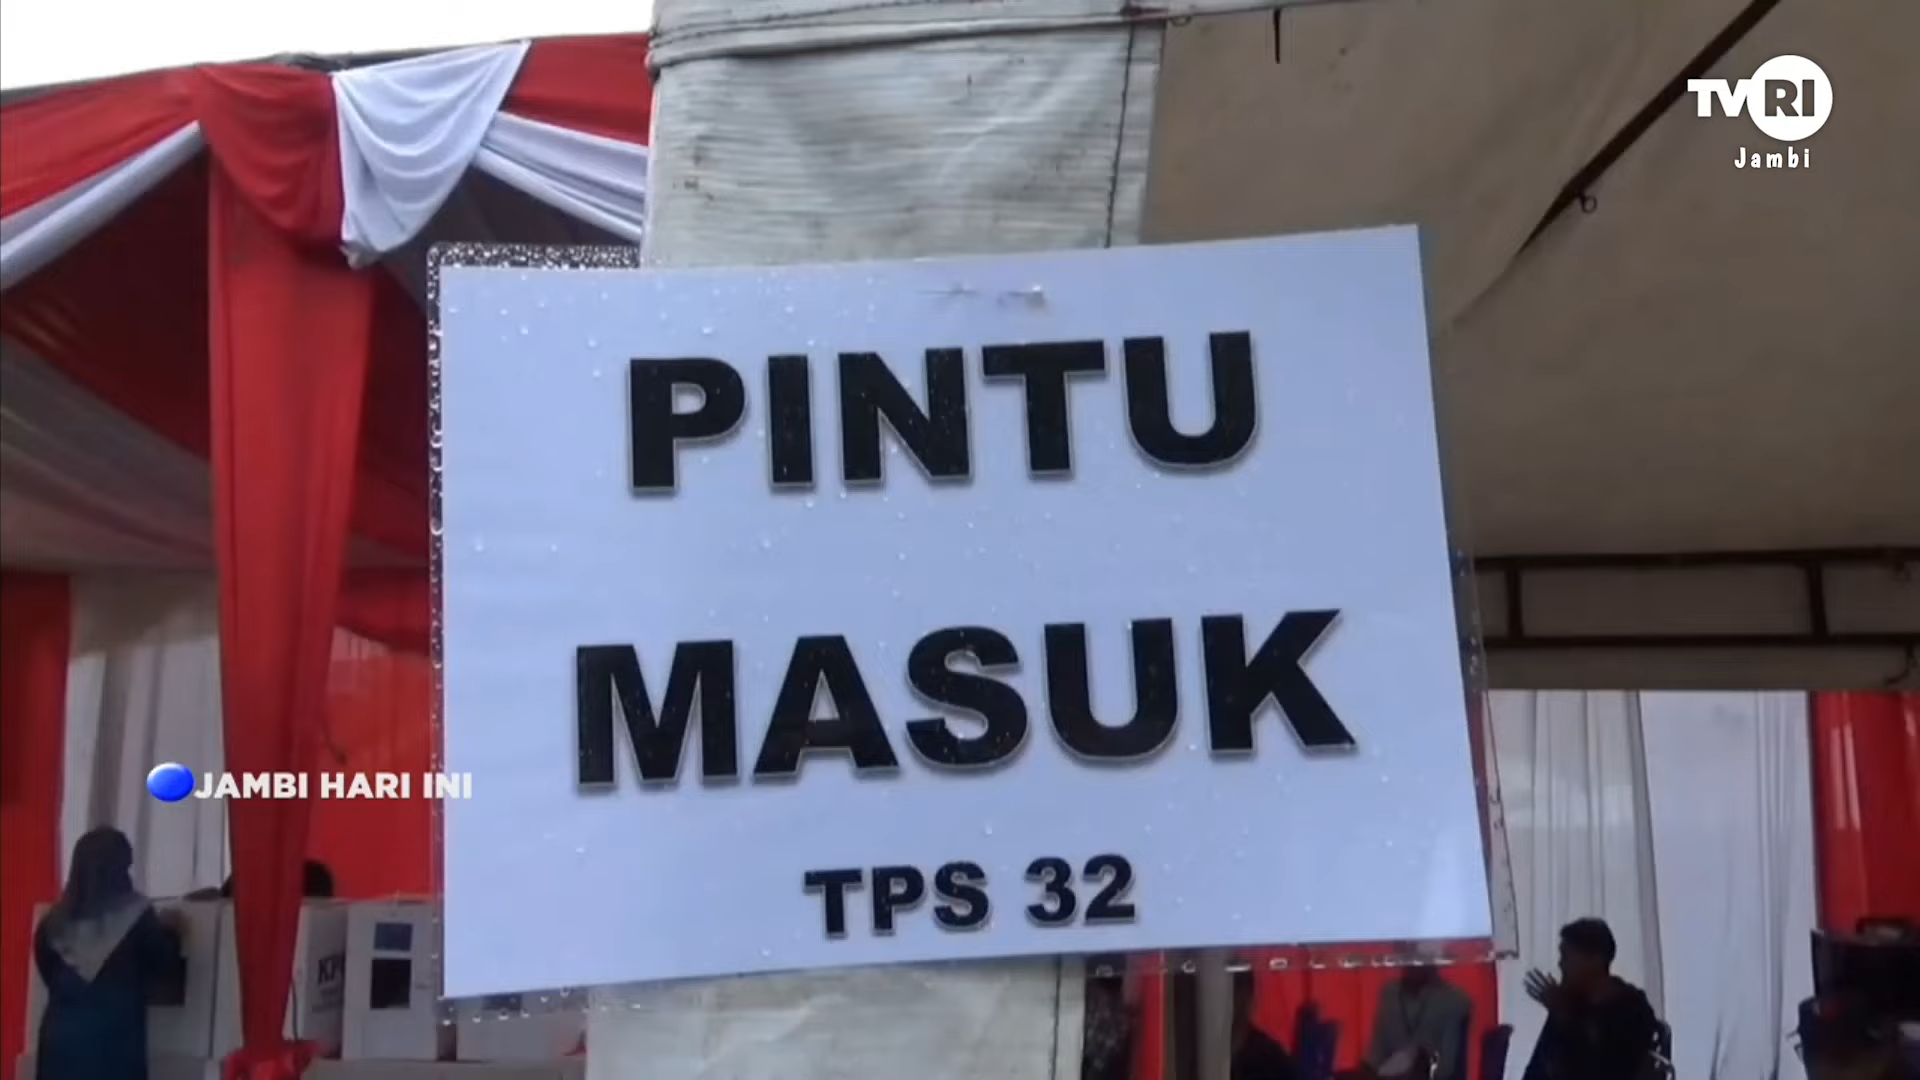 TVRI
Jambi
PINTU
MASUK
TPS 32
JAMBI HARI INI